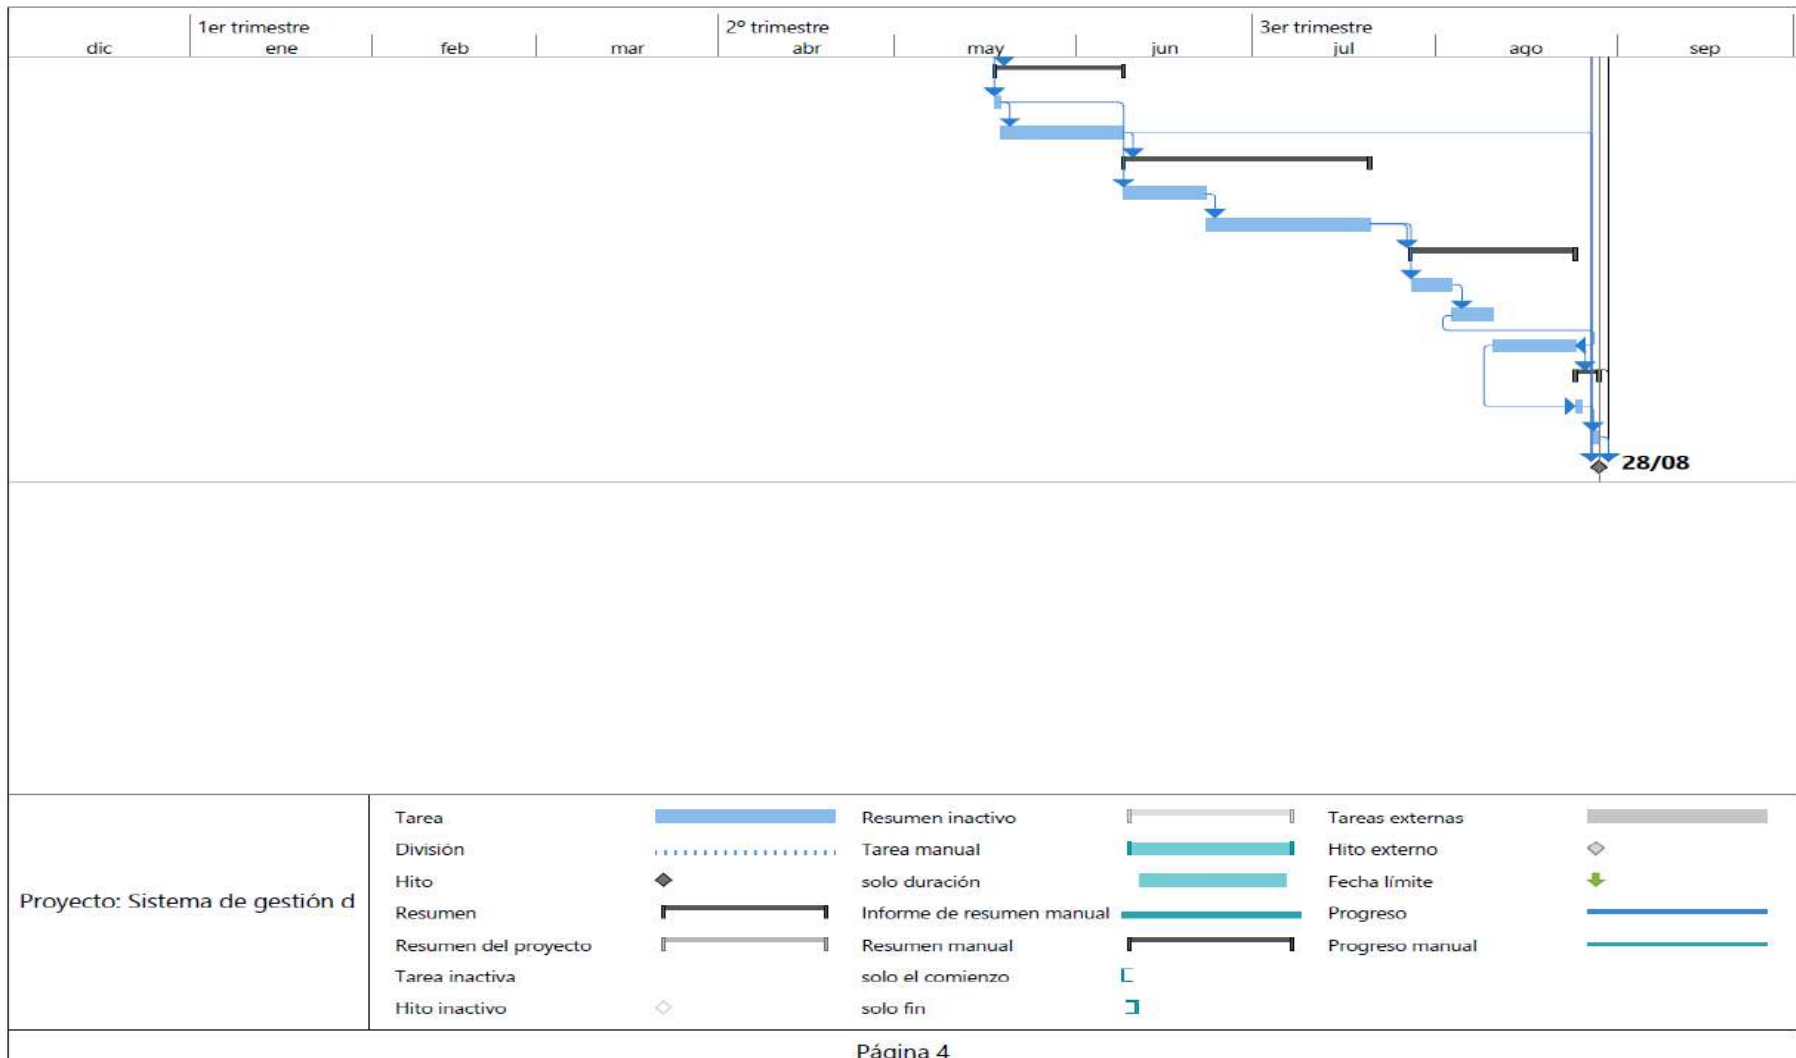 1er trimestre 2º trimestre 3er trimestre
dic ene feb mar abr may jun jul ago sep
28/08
Proyecto: Sistema de gestión d
Tarea
División
Hito
Resumen
Resumen del proyecto
Tarea inactiva
Hito inactivo
Resumen inactivo
Tarea manual
solo duración
Informe de resumen manual
Resumen manual
solo el comienzo
solo fin
Tareas externas
Hito externo
Fecha límite
Progreso
Progreso manual
Página 4